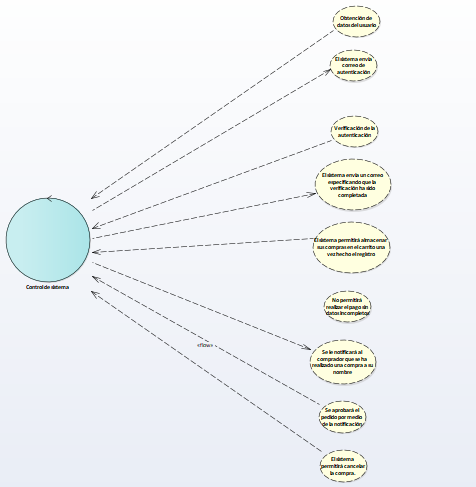 Obtención de
datos del usuario
El sistema envía
correo de
autenticación
Verificación de la
autenticación
El sistema envía un correo
especificando que la
verificación ha sido
completada
El sistema permitirá almacenar
sus compras en el carrito una
vez hecho el registro
Control de sistema
No permitirá
realizar el pago sin
datos incompletos
«flow»
Se le notificará al
comprador que se ha
realizado una compra a su
nombre
Se aprobará el
pedido por medio
de la notificación
El sistema
permitirá cancelar
la compra.